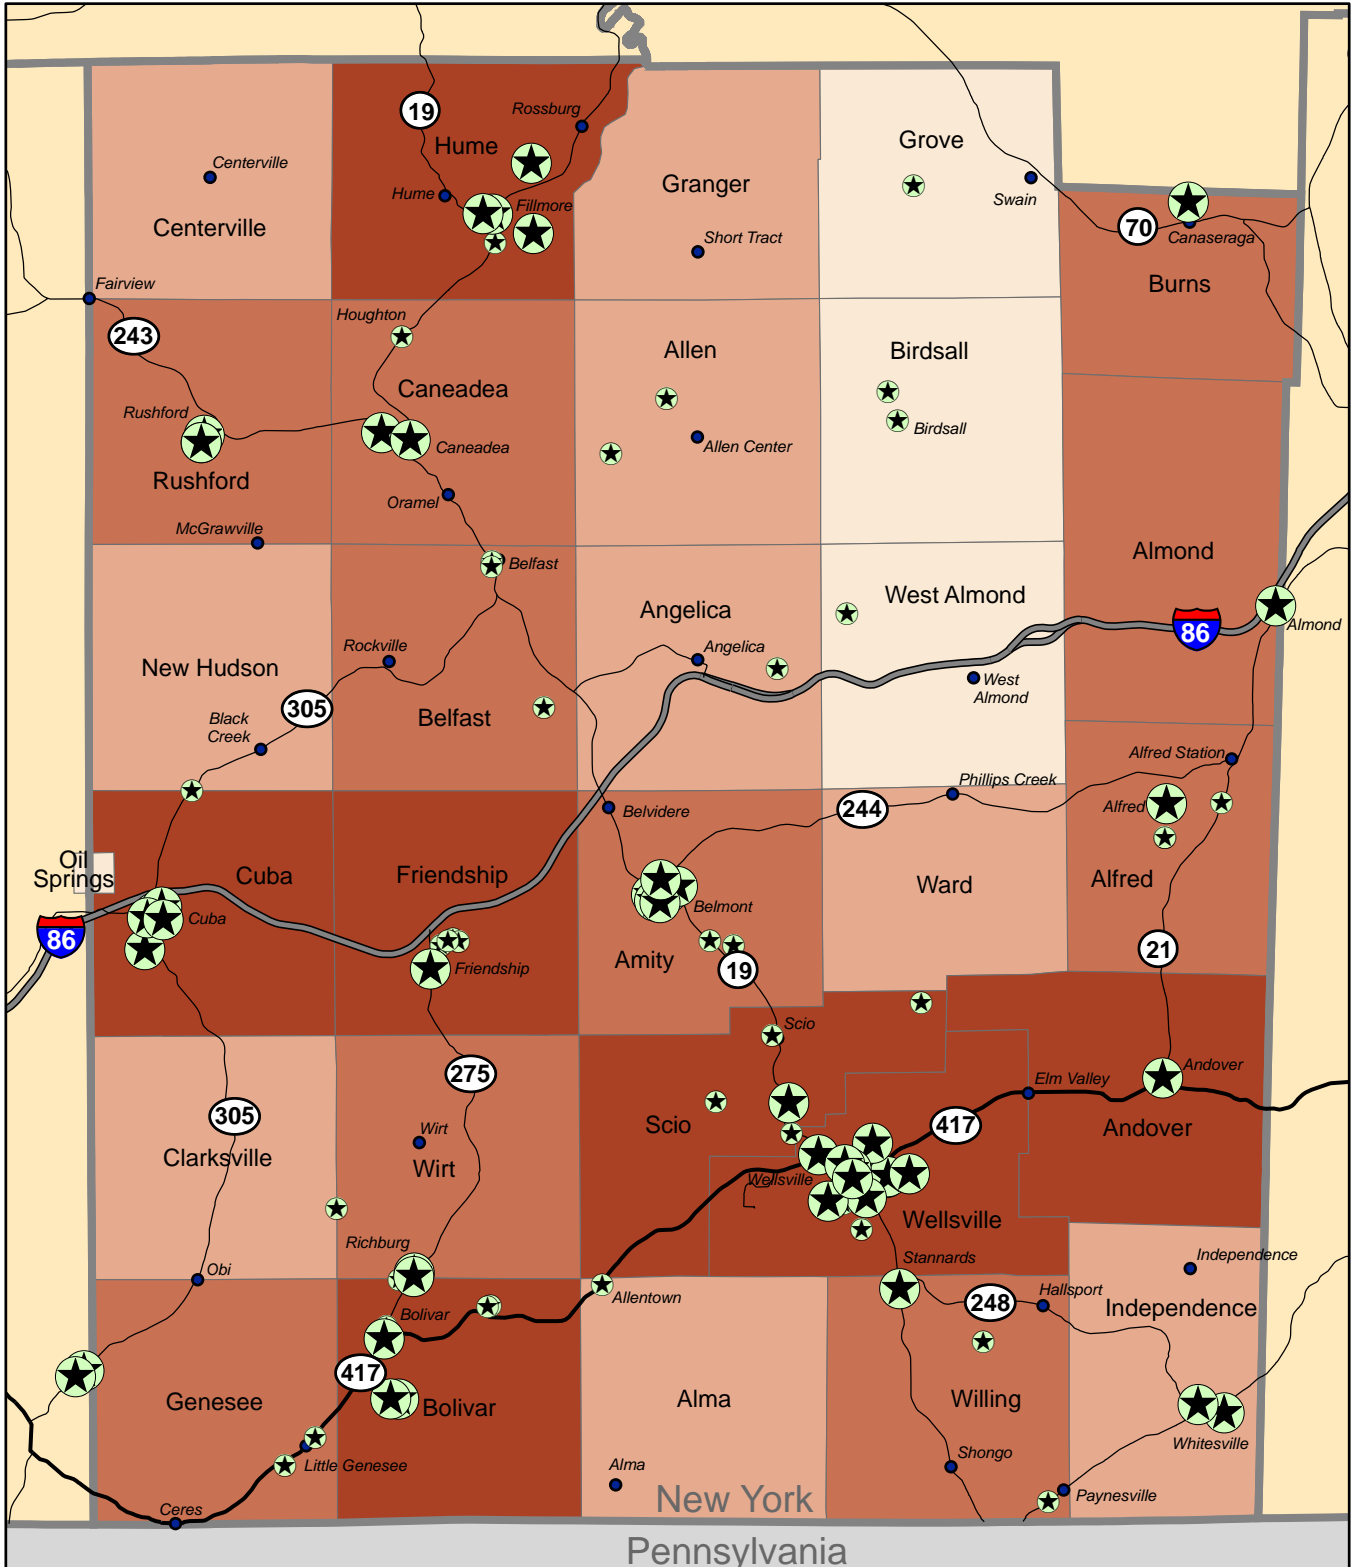 19
Rossburg
Hume
Grove
Centerville
Granger
Swain
Hume
Fillmore
Centerville
Short Tract
70
Canaseraga
Fairview
Burns
Houghton
243
Allen
Birdsall
Caneadea
Rushford
Caneadea
Allen Center
Birdsall
Rushford
Oramel
McGrawville
Almond
Belfast
West Almond
Angelica
86
Almond
Rockville
Angelica
New Hudson
West
Almond
305
Belfast
Black
Creek
Alfred Station
Phillips Creek
Belvidere
244
Alfred
Oil
Springs
Cuba
Friendship
Ward
Alfred
Cuba
Belmont
86
Amity
Friendship
19
21
Scio
275
Andover
Elm Valley
305
Scio
417
Andover
Wirt
Clarksville
Wirt
Wellsville
Wellsville
Richburg
Stannards
Independence
Obi
Allentown
248
Hallsport
Independence
Bolivar
417
Genesee
Bolivar
Alma
Willing
Whitesville
Little Genesee
Alma
Shongo
Ceres
New York
Paynesville
Pennsylvania